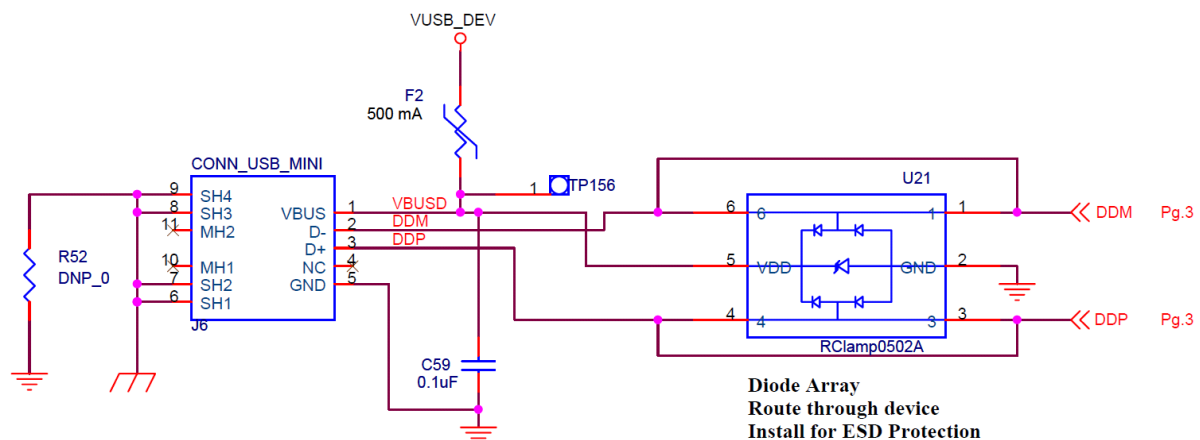 VUSB_DEV
F2
500 mA
CONN_USB_MINI
1
TP156
U21
9
SH4
8
SH3
VBUS
1
VBUSD
11
MH2
D-
2
DDM
D+
3
DDP
10
MH1
NC
4
7
SH2
GND
5
6
SH1
J6
R52
DNP_0
6
6
1
1
DDM
Pg.3
5
VDD
GND
2
4
4
3
3
DDP
Pg.3
RClamp0502A
C59
0.1uF
Diode Array
Route through device
Install for ESD Protection